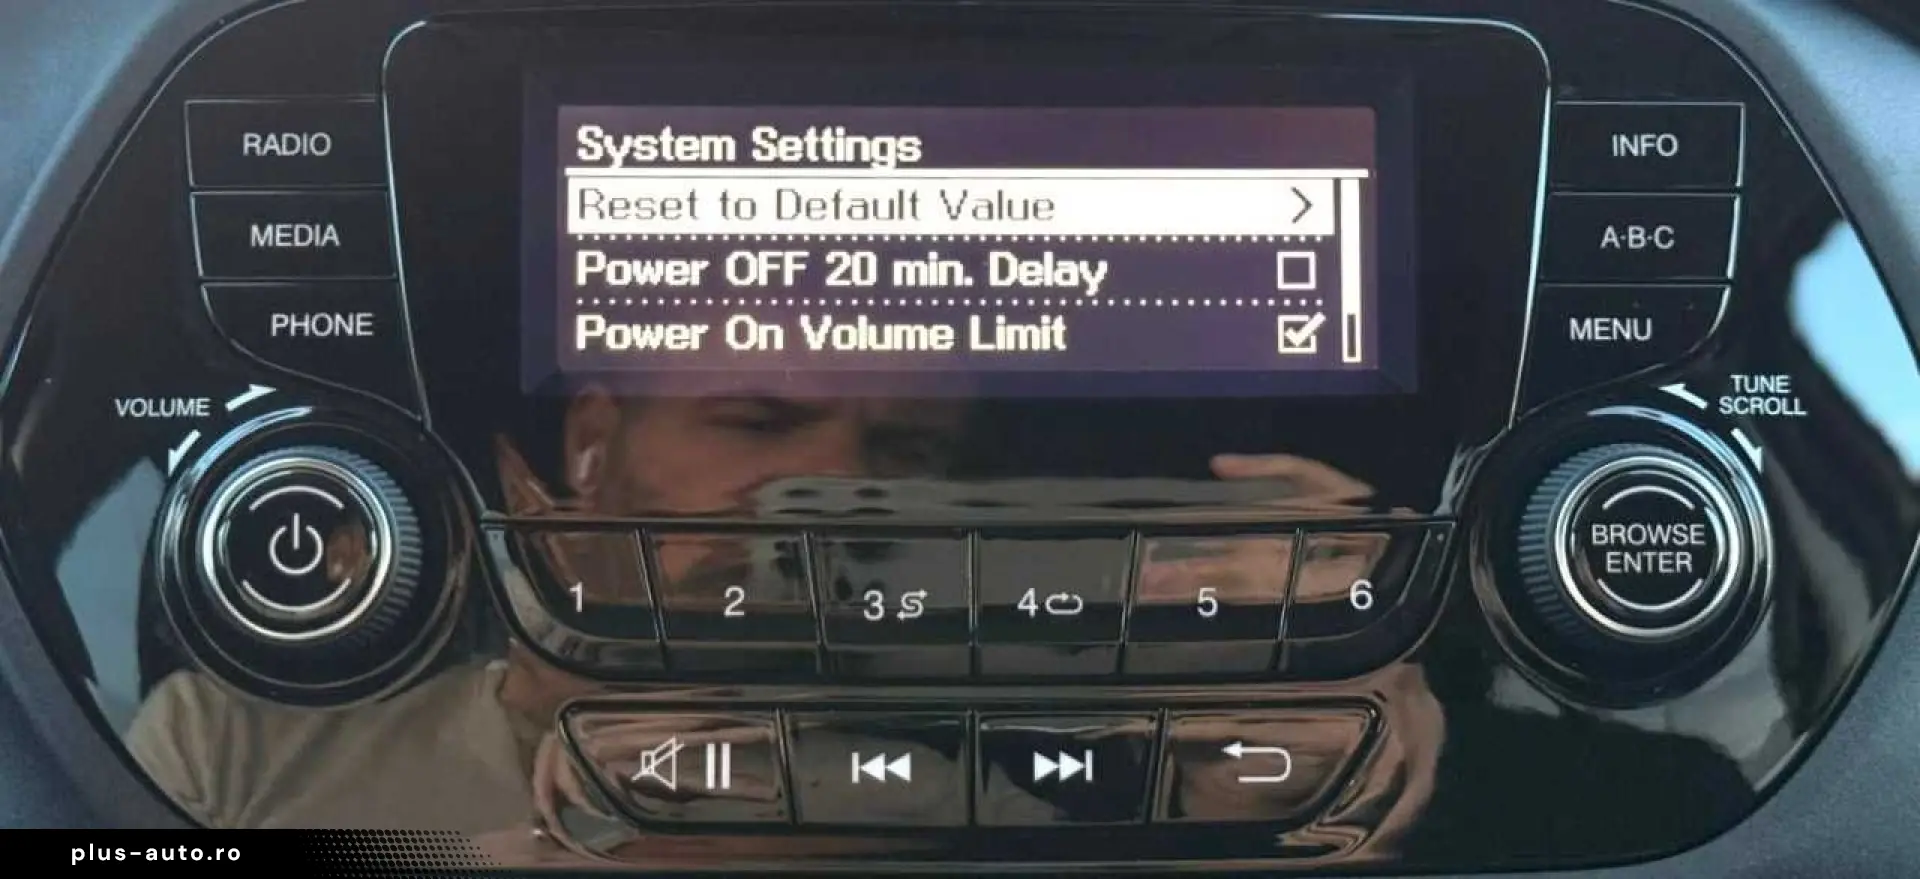 System Settings
Reset to Default Value
Power OFF 20 min. Delay
Power On Volume Limit
RADIO
MEDIA
PHONE
VOLUME
INFO
A·B·C
MENU
TUNE
SCROLL
BROWSE
ENTER
1
2
3
4
5
6
plus-auto.ro